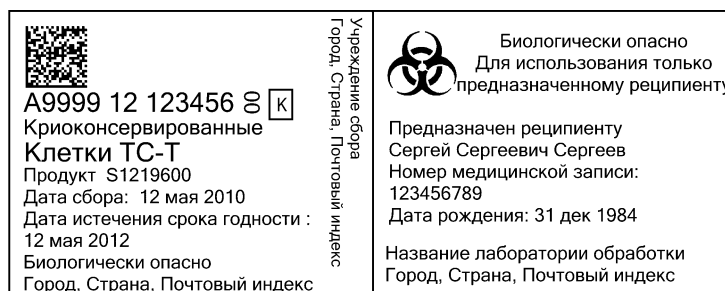 A9999 12 123456 00 K
Криоконсервированные
Клетки ТС-Т
Продукт S1219600
Дата сбора: 12 мая 2010
Дата истечения срока годности :
12 мая 2012
Биологически опасно
Город, Страна, Почтовый индекс
Учреждение сбора
Город, Страна, Почтовый индекс
Биологически опасно
Для использования только
предназначенному реципиенту
Предназначен реципиенту
Сергей Сергеевич Сергеев
Номер медицинской записи:
123456789
Дата рождения: 31 дек 1984
Название лаборатории обработки
Город, Страна, Почтовый индекс